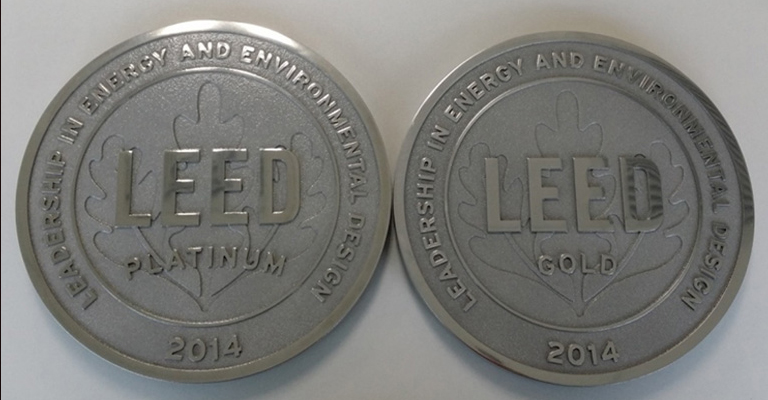 LEADERSHIP IN ENERGY AND ENVIRONMENTAL DESIGN
LEED
PLATINUM
2014
LEADERSHIP IN ENERGY AND ENVIRONMENTAL DESIGN
LEED
GOLD
2014